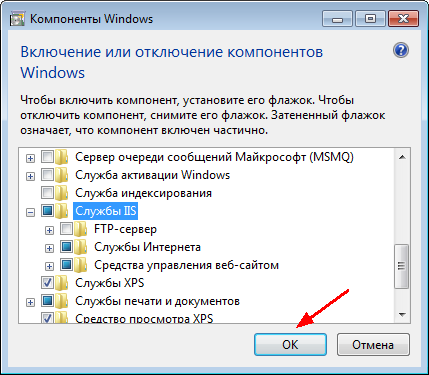 Компоненты Windows
Включение или отключение компонентов
Windows
Чтобы включить компонент, установите его флажок. Чтобы
отключить компонент, снимите его флажок. Затененный флажок
означает, что компонент включен частично.
Сервер очереди сообщений Майкрософт (MSMQ)
Служба активации Windows
Служба индексирования
Службы IIS
FTP-сервер
Службы Интернета
Средства управления веб-сайтом
Службы XPS
Службы печати и документов
Средство просмотра XPS
ОК
Отмена